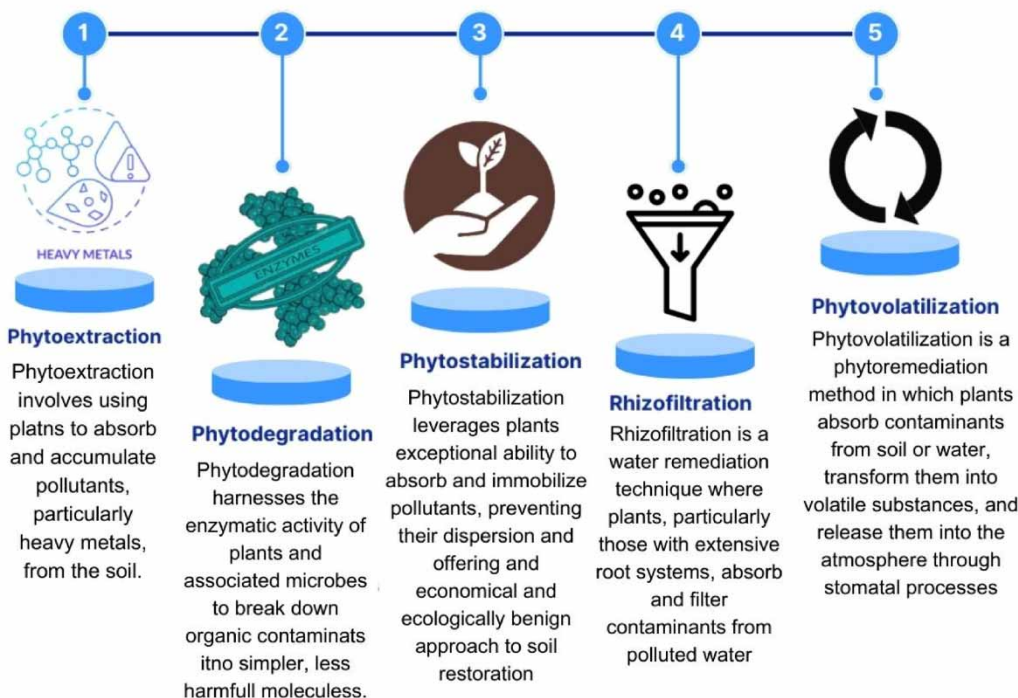 1
2
3
4
5
HEAVY METALS
Phytoextraction
Phytoextraction
involves using
platns to absorb
and accumulate
pollutants,
particularly
heavy metals,
from the soil.
ENZYMES
Phytodegradation
Phytodegradation
harnesses the
enzymatic activity of
plants and
associated microbes
to break down
organic contaminats
itno simpler, less
harmfull moleculess.
Phytostabilization
Phytostabilization
leverages plants
exceptional ability to
absorb and immobilize
pollutants, preventing
their dispersion and
offering and
economical and
ecologically benign
approach to soil
restoration
Rhizofiltration
Rhizofiltration is a
water remediation
technique where
plants, particularly
those with extensive
root systems, absorb
and filter
contaminants from
polluted water
Phytovolatilization
Phytovolatilization is a
phytoremediation
method in which plants
absorb contaminants
from soil or water,
transform them into
volatile substances, and
release them into the
atmosphere through
stomatal processes